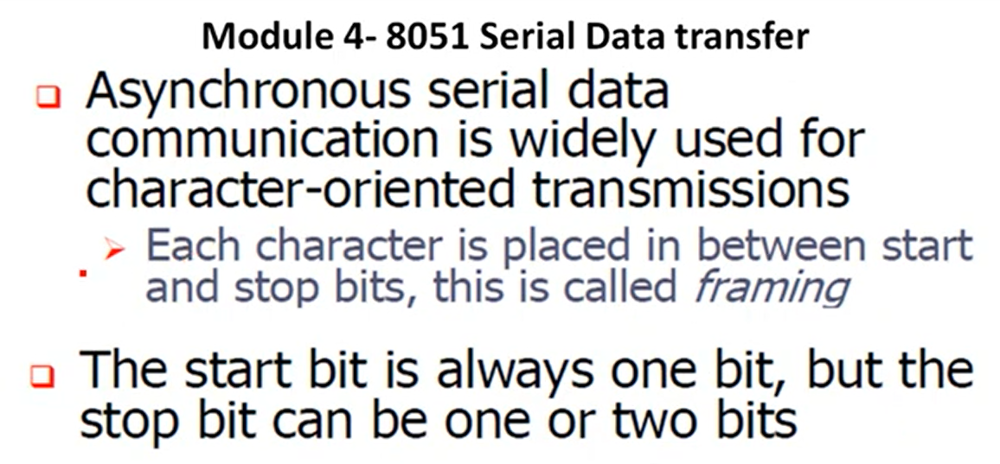 Module 4- 8051 Serial Data transfer
Asynchronous serial data
communication is widely used for
character-oriented transmissions
Each character is placed in between start
and stop bits, this is called framing
The start bit is always one bit, but the
stop bit can be one or two bits